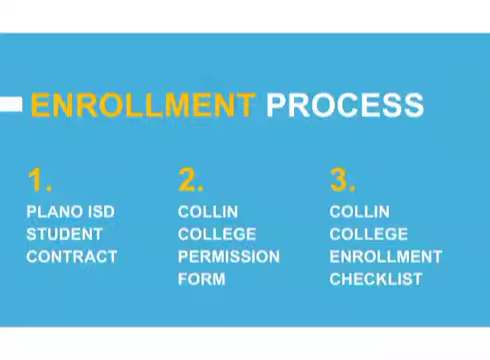 ENROLLMENT PROCESS
1.
PLANO ISD
STUDENT
CONTRACT
2.
COLLIN
COLLEGE
PERMISSION
FORM
3.
COLLIN
COLLEGE
ENROLLMENT
CHECKLIST